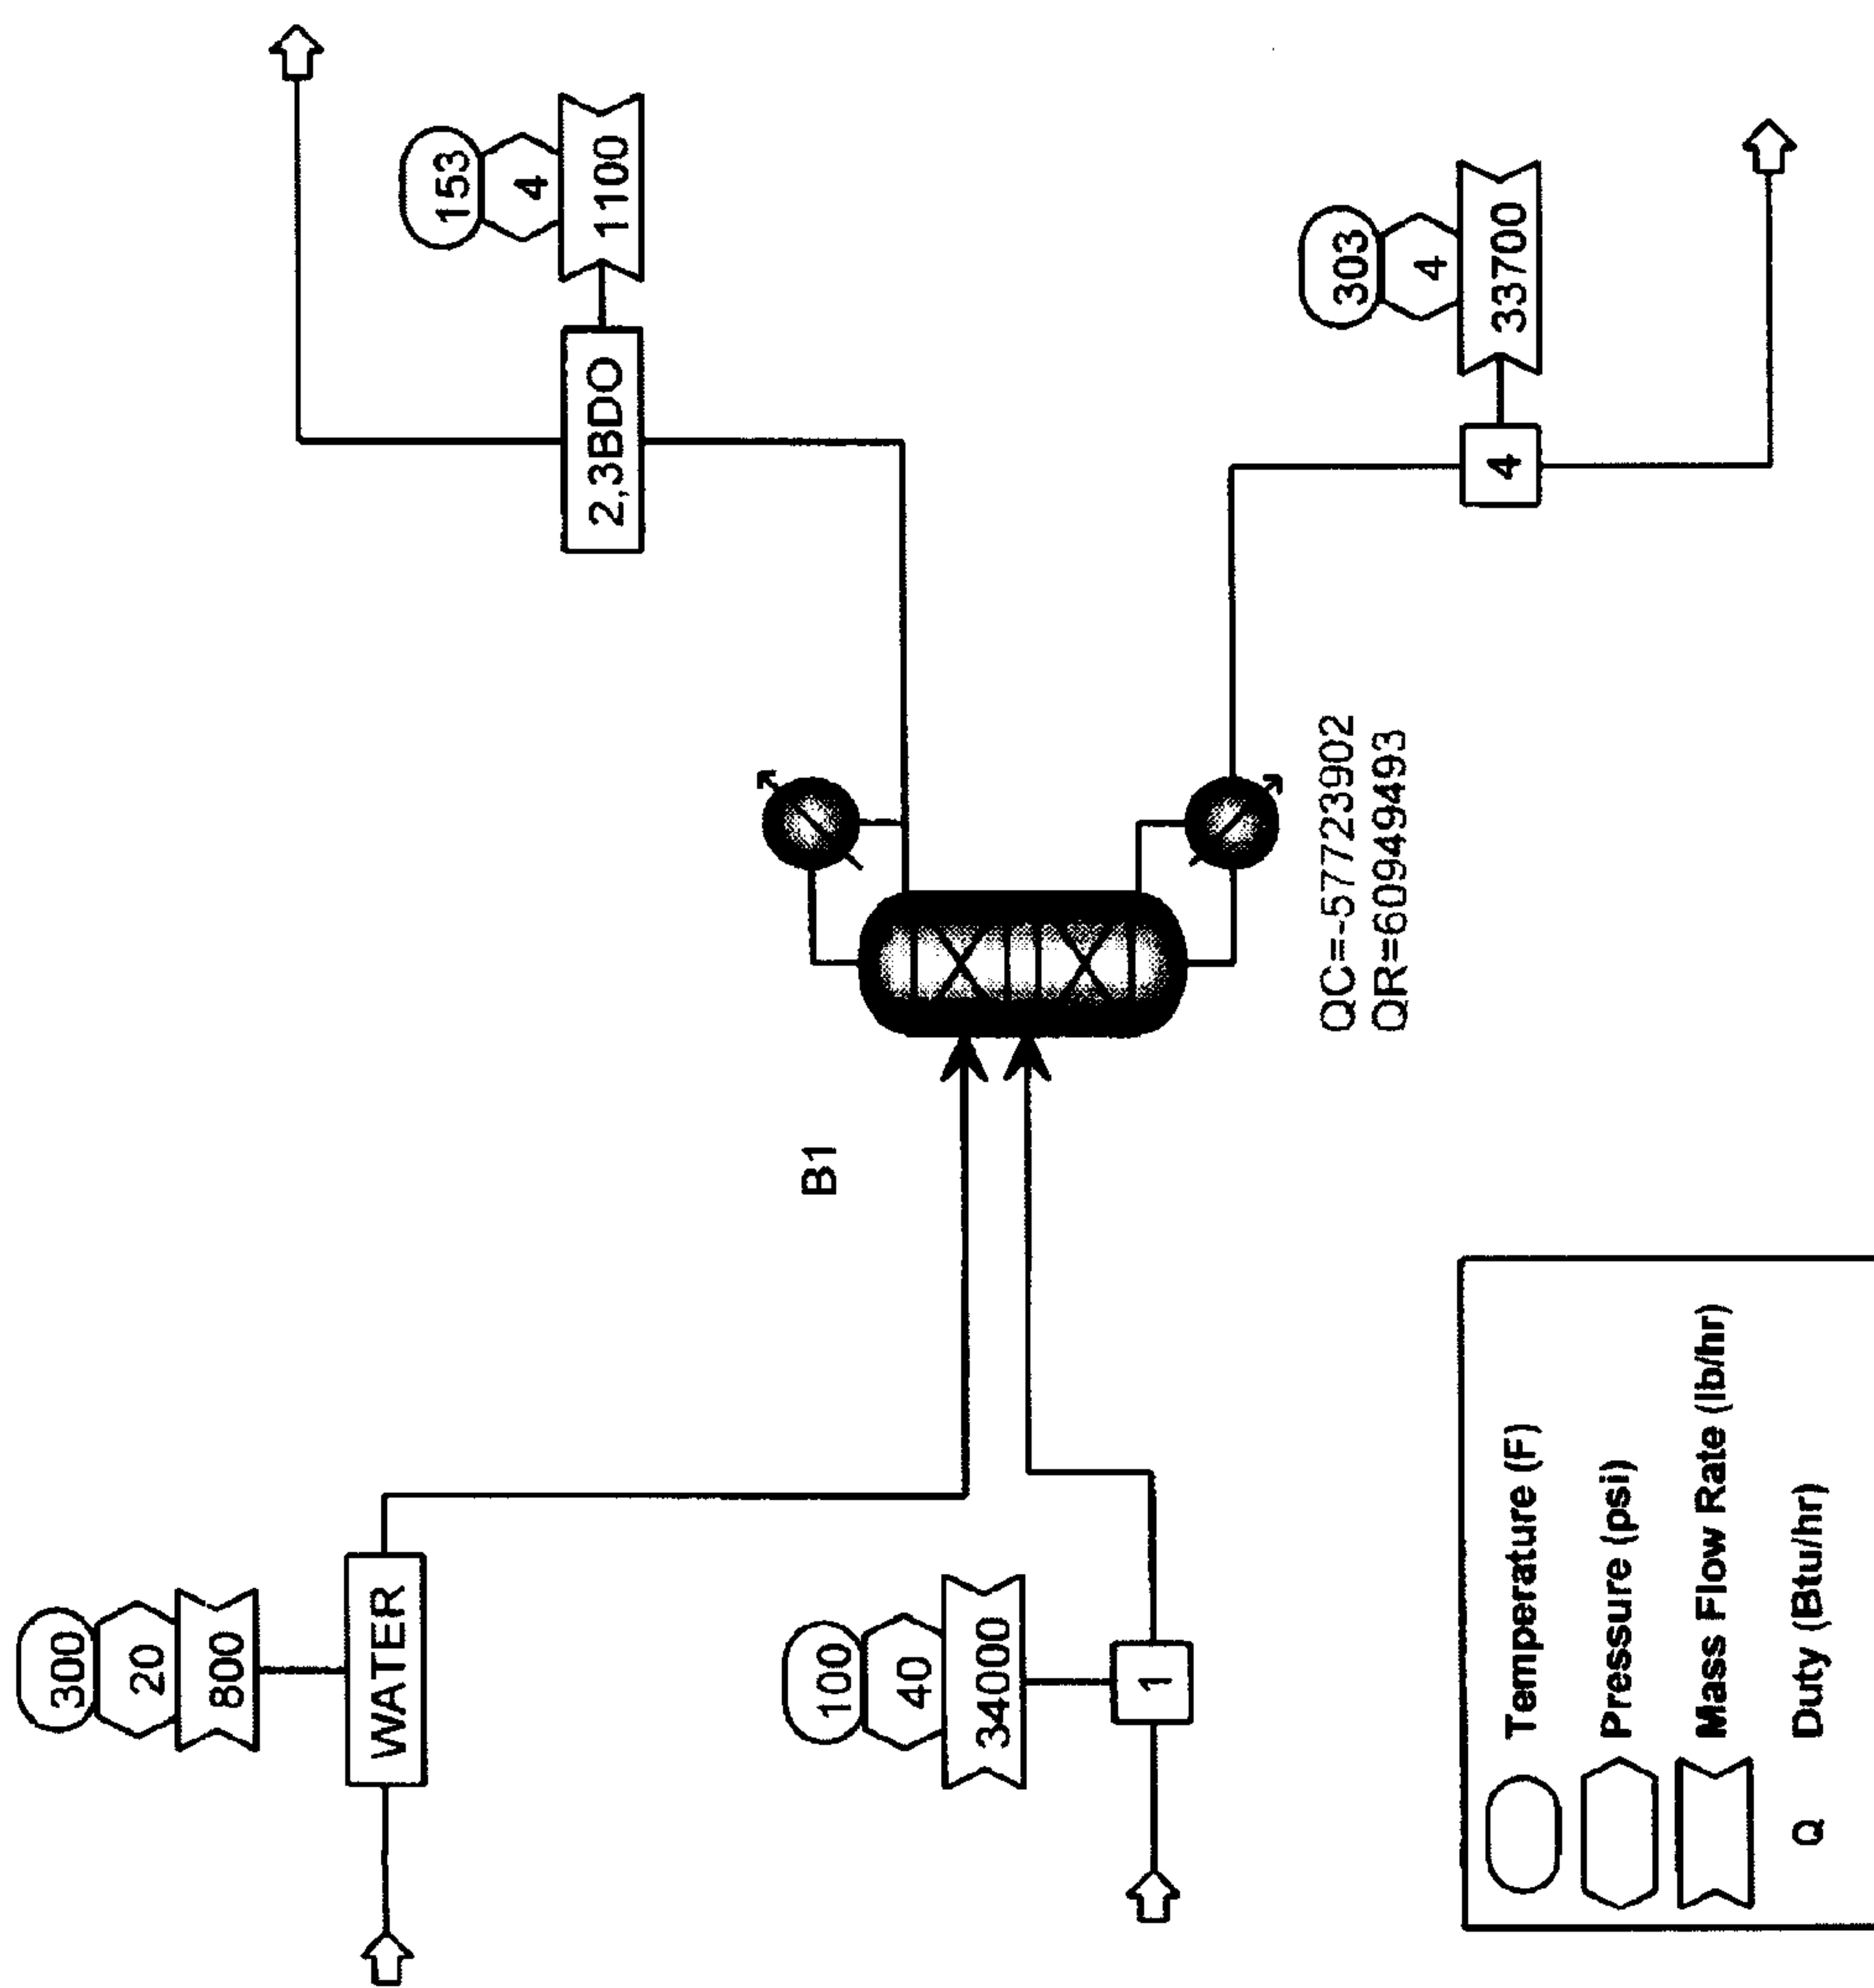 300
20
800
WATER
100
40
34000
1
B1
QC=-57723902
QR=60949493
153
4
1100
2,3BDO
303
4
33700
4
Temperature (F)
Pressure (psi)
Mass Flow Rate (lb/hr)
Q Duty (Btu/hr)